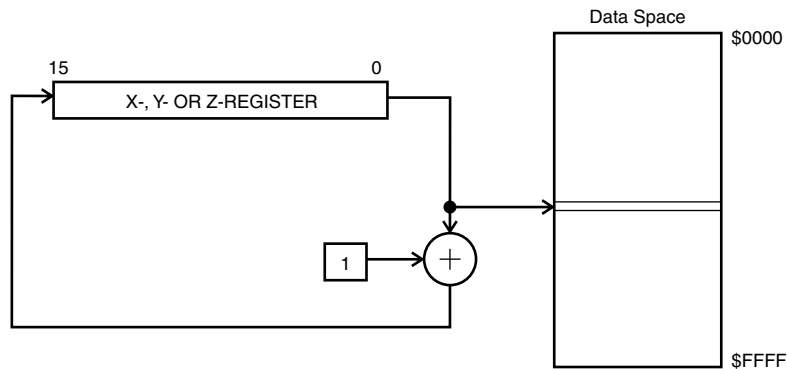 Data Space
$0000
15 0
X-, Y- OR Z-REGISTER
1
$FFFF